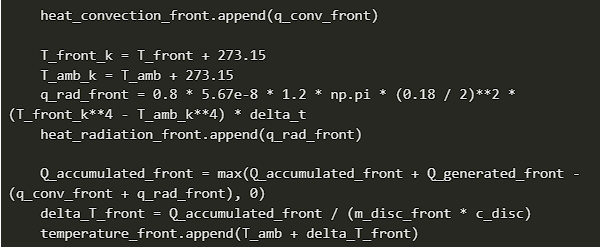 heat_convection_front.append(q_conv_front)
T_front_k = T_front + 273.15
T_amb_k = T_amb + 273.15
q_rad_front = 0.8 * 5.67e-8 * 1.2 * np.pi * (0.18 / 2)**2 *
(T_front_k**4 - T_amb_k**4) * delta_t
heat_radiation_front.append(q_rad_front)
Q_accumulated_front = max(Q_accumulated_front + Q_generated_front -
(q_conv_front + q_rad_front), 0)
delta_T_front = Q_accumulated_front / (m_disc_front * c_disc)
temperature_front.append(T_amb + delta_T_front)